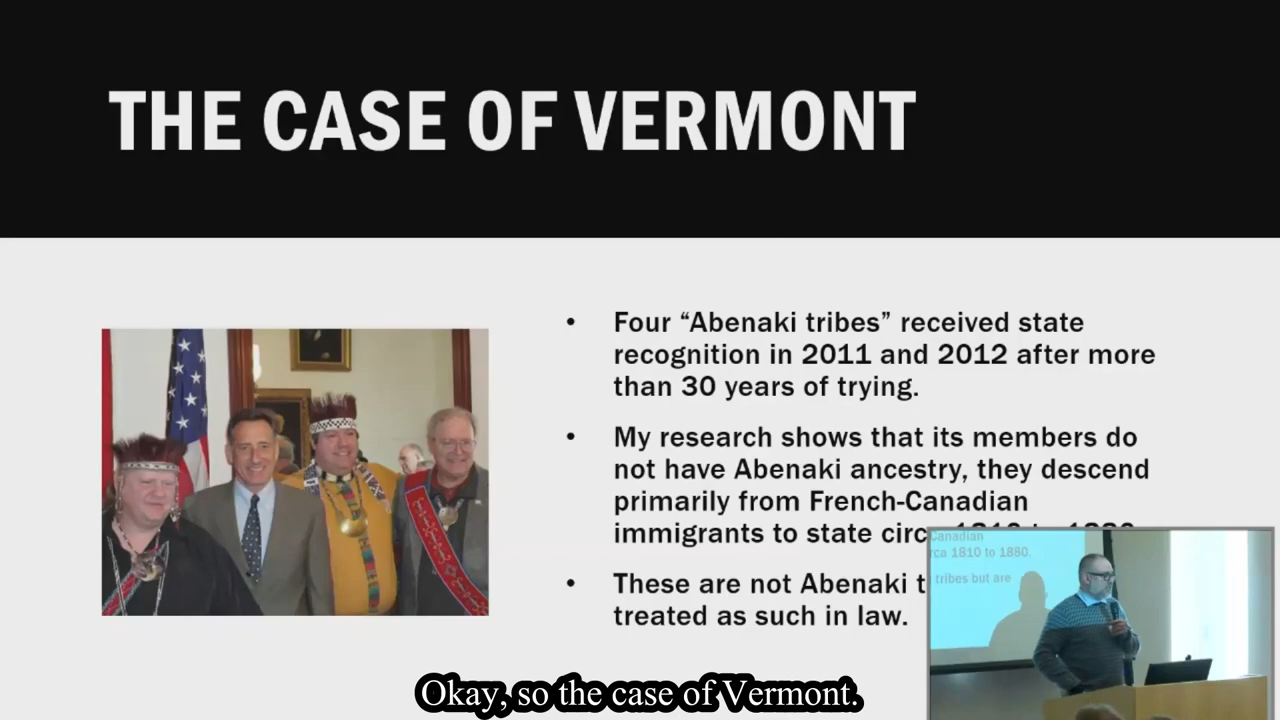 THE CASE OF VERMONT
• Four “Abenaki tribes” received state
recognition in 2011 and 2012 after more
than 30 years of trying.
• My research shows that its members do
not have Abenaki ancestry, they descend
primarily from French-Canadian
immigrants to state
• These are not Abenaki
treated as such in law.
Canadian
rca 1810 to 1880.
tribes but are
Okay, so the case of Vermont.